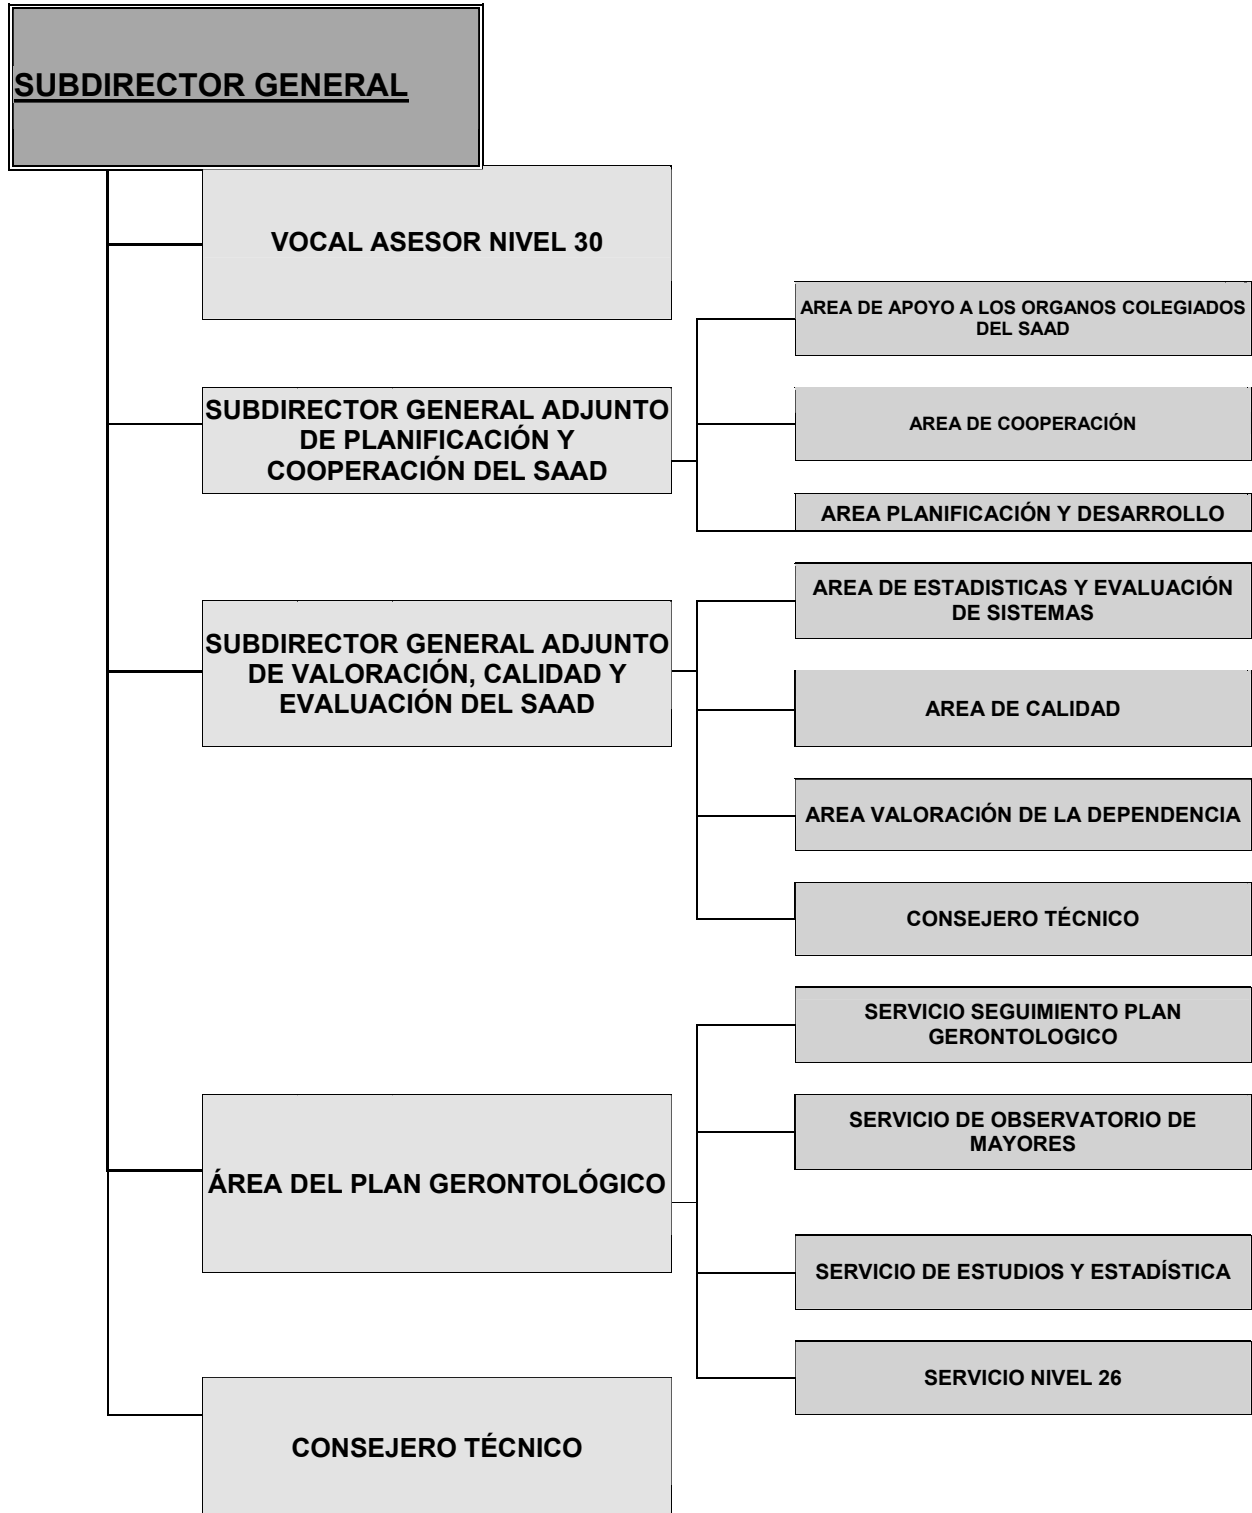 SUBDIRECTOR GENERAL
VOCAL ASESOR NIVEL 30
SUBDIRECTOR GENERAL ADJUNTO
DE PLANIFICACIÓN Y
COOPERACIÓN DEL SAAD
AREA DE APOYO A LOS ORGANOS COLEGIADOS
DEL SAAD
AREA DE COOPERACIÓN
AREA PLANIFICACIÓN Y DESARROLLO
SUBDIRECTOR GENERAL ADJUNTO
DE VALORACIÓN, CALIDAD Y
EVALUACIÓN DEL SAAD
AREA DE ESTADISTICAS Y EVALUACIÓN
DE SISTEMAS
AREA DE CALIDAD
AREA VALORACIÓN DE LA DEPENDENCIA
CONSEJERO TÉCNICO
ÁREA DEL PLAN GERONTOLÓGICO
SERVICIO SEGUIMIENTO PLAN
GERONTOLOGICO
SERVICIO DE OBSERVATORIO DE
MAYORES
SERVICIO DE ESTUDIOS Y ESTADÍSTICA
SERVICIO NIVEL 26
CONSEJERO TÉCNICO